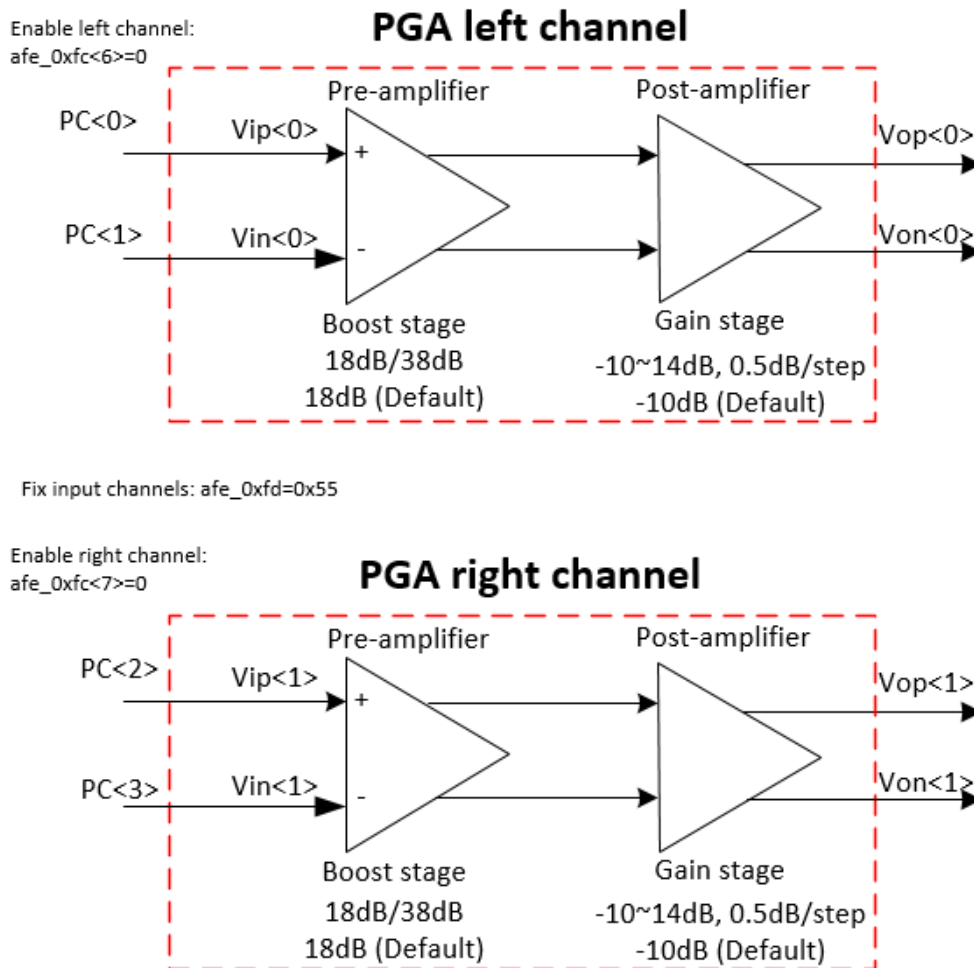 Enable left channel:
afe_0xfc<6>=0
PGA left channel
Pre-amplifier
Post-amplifier
PC<0>
Vip<0>
+
Vop<0>
PC<1>
Vin<0>
-
Von<0>
Boost stage
18dB/38dB
18dB (Default)
Gain stage
-10~14dB, 0.5dB/step
-10dB (Default)
Fix input channels: afe_0xfd=0x55
Enable right channel:
afe_0xfc<7>=0
PGA right channel
Pre-amplifier
Post-amplifier
PC<2>
Vip<1>
+
Vop<1>
PC<3>
Vin<1>
-
Von<1>
Boost stage
18dB/38dB
18dB (Default)
Gain stage
-10~14dB, 0.5dB/step
-10dB (Default)